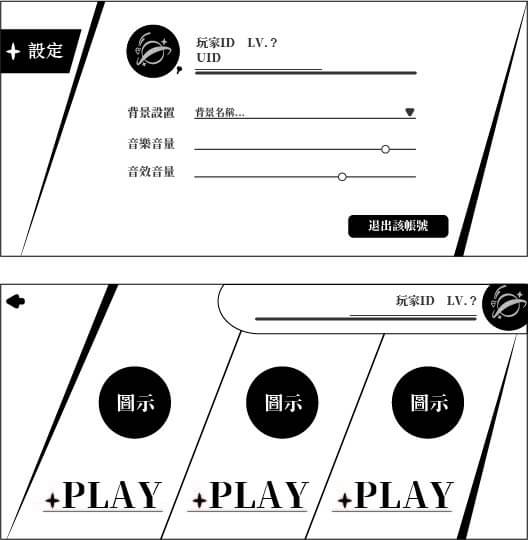 設定
玩家ID LV.？
UID
背景設置 背景名稱...
音樂音量
音效音量
退出該帳號
玩家ID LV.？
圖示 圖示 圖示
PLAY PLAY PLAY